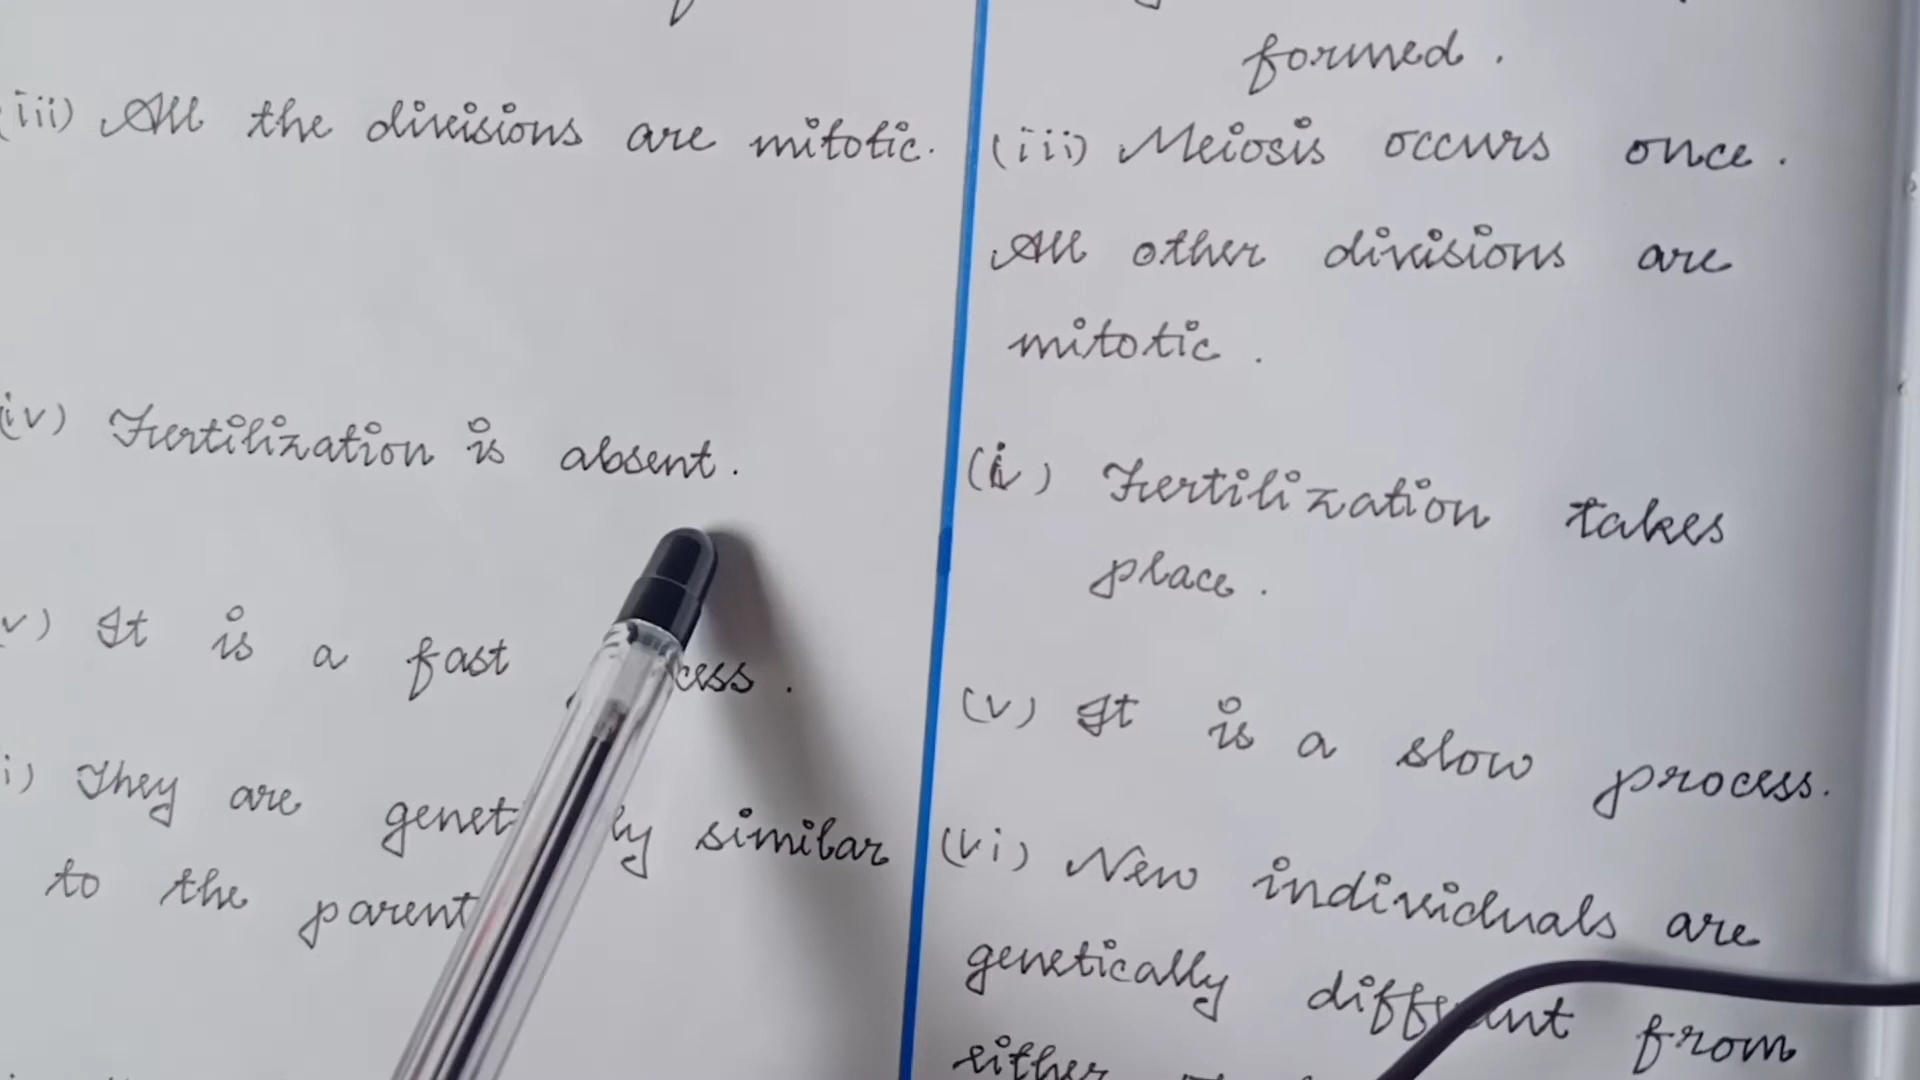 (iii) All the divisions are mitotic.
(iv) Fertilization is absent.
v) It is a fast
i) They are similar
to the parent
formed.
(iii) Meiosis occurs once.
All other divisions are
mitotic.
Fertilization takes
place.
(v) It is a slow process.
(vi) New individuals are
genetically from
either